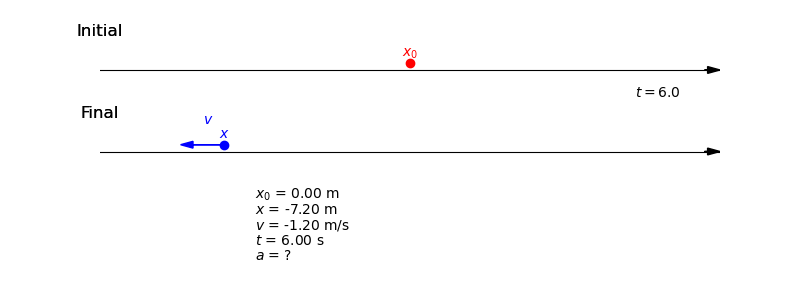 Initial
x₀
t = 6.0
Final
v
x
x₀ = 0.00 m
x = -7.20 m
v = -1.20 m/s
t = 6.00 s
a = ?